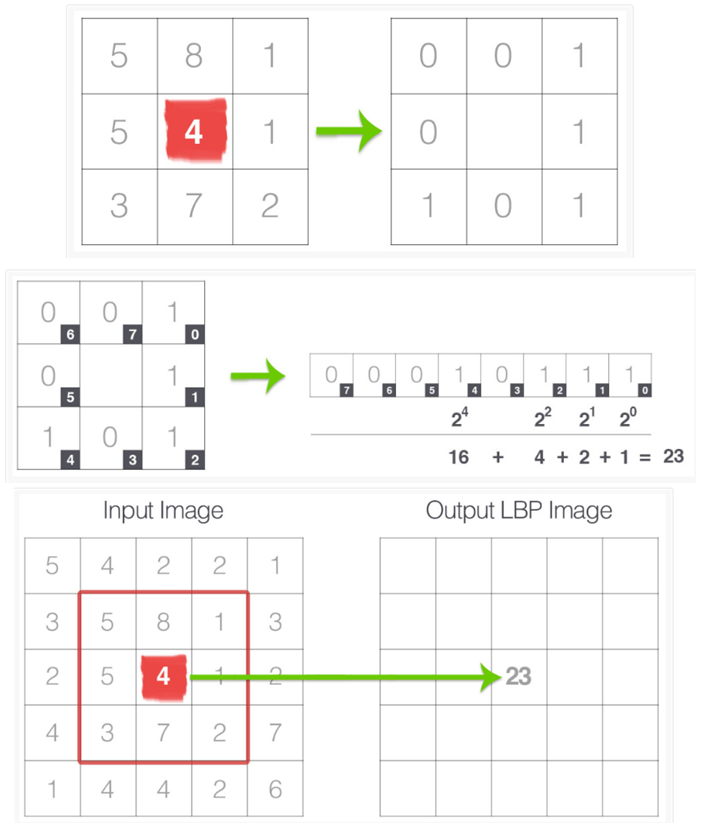 5 8 1 0 0 1
5 4 1 0 1
3 7 2 1 0 1
0 6 0 7 1 0
0 5 1 1
1 4 0 3 1 2
0 7 0 6 0 5 1 4 0 3 1 2 1 1 1 0
2⁴ 2² 2¹ 2⁰
16 + 4 + 2 + 1 = 23
Input Image Output LBP Image
5 4 2 2 1
3 5 8 1 3
2 5 4 1 2 23
4 3 7 2 7
1 4 4 2 6